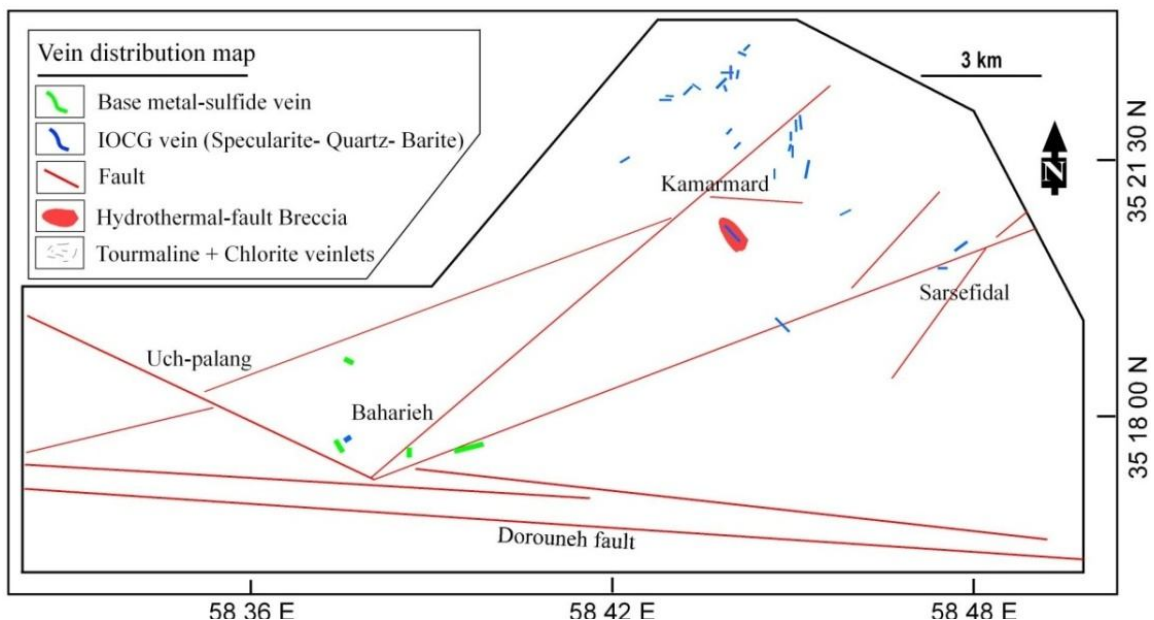 Vein distribution map
Base metal-sulfide vein
IOCG vein (Specularite- Quartz- Barite)
Fault
Hydrothermal-fault Breccia
Tourmaline + Chlorite veinlets
3 km
N
35 21 30 N
Kamarmard
Sarsefidal
Uch-palang
Baharieh
35 18 00 N
Dorouneh fault
58 36 E
58 42 E
58 48 E